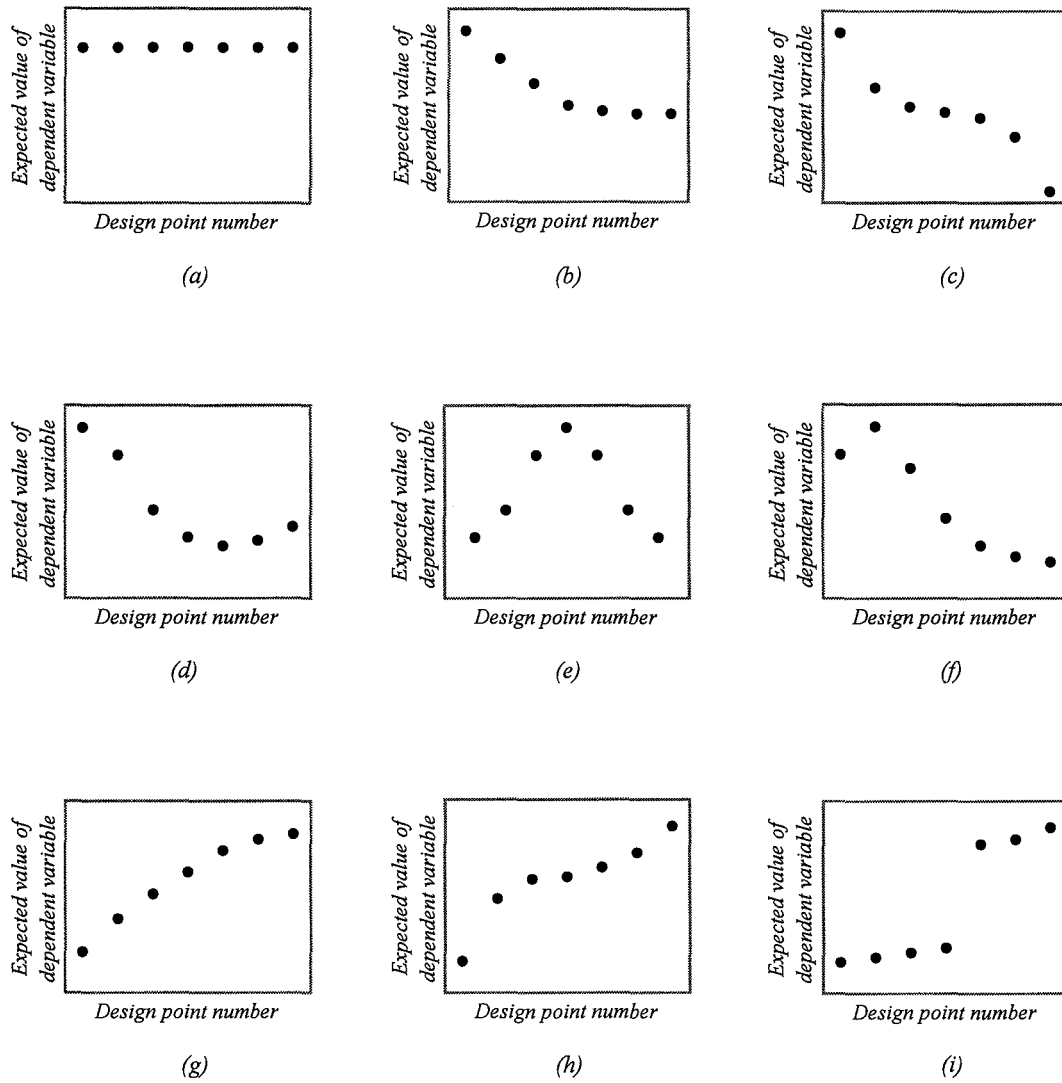 Expected value of
dependent variable
Design point number
(a)
Expected value of
dependent variable
Design point number
(b)
Expected value of
dependent variable
Design point number
(c)
Expected value of
dependent variable
Design point number
(d)
Expected value of
dependent variable
Design point number
(e)
Expected value of
dependent variable
Design point number
(f)
Expected value of
dependent variable
Design point number
(g)
Expected value of
dependent variable
Design point number
(h)
Expected value of
dependent variable
Design point number
(i)